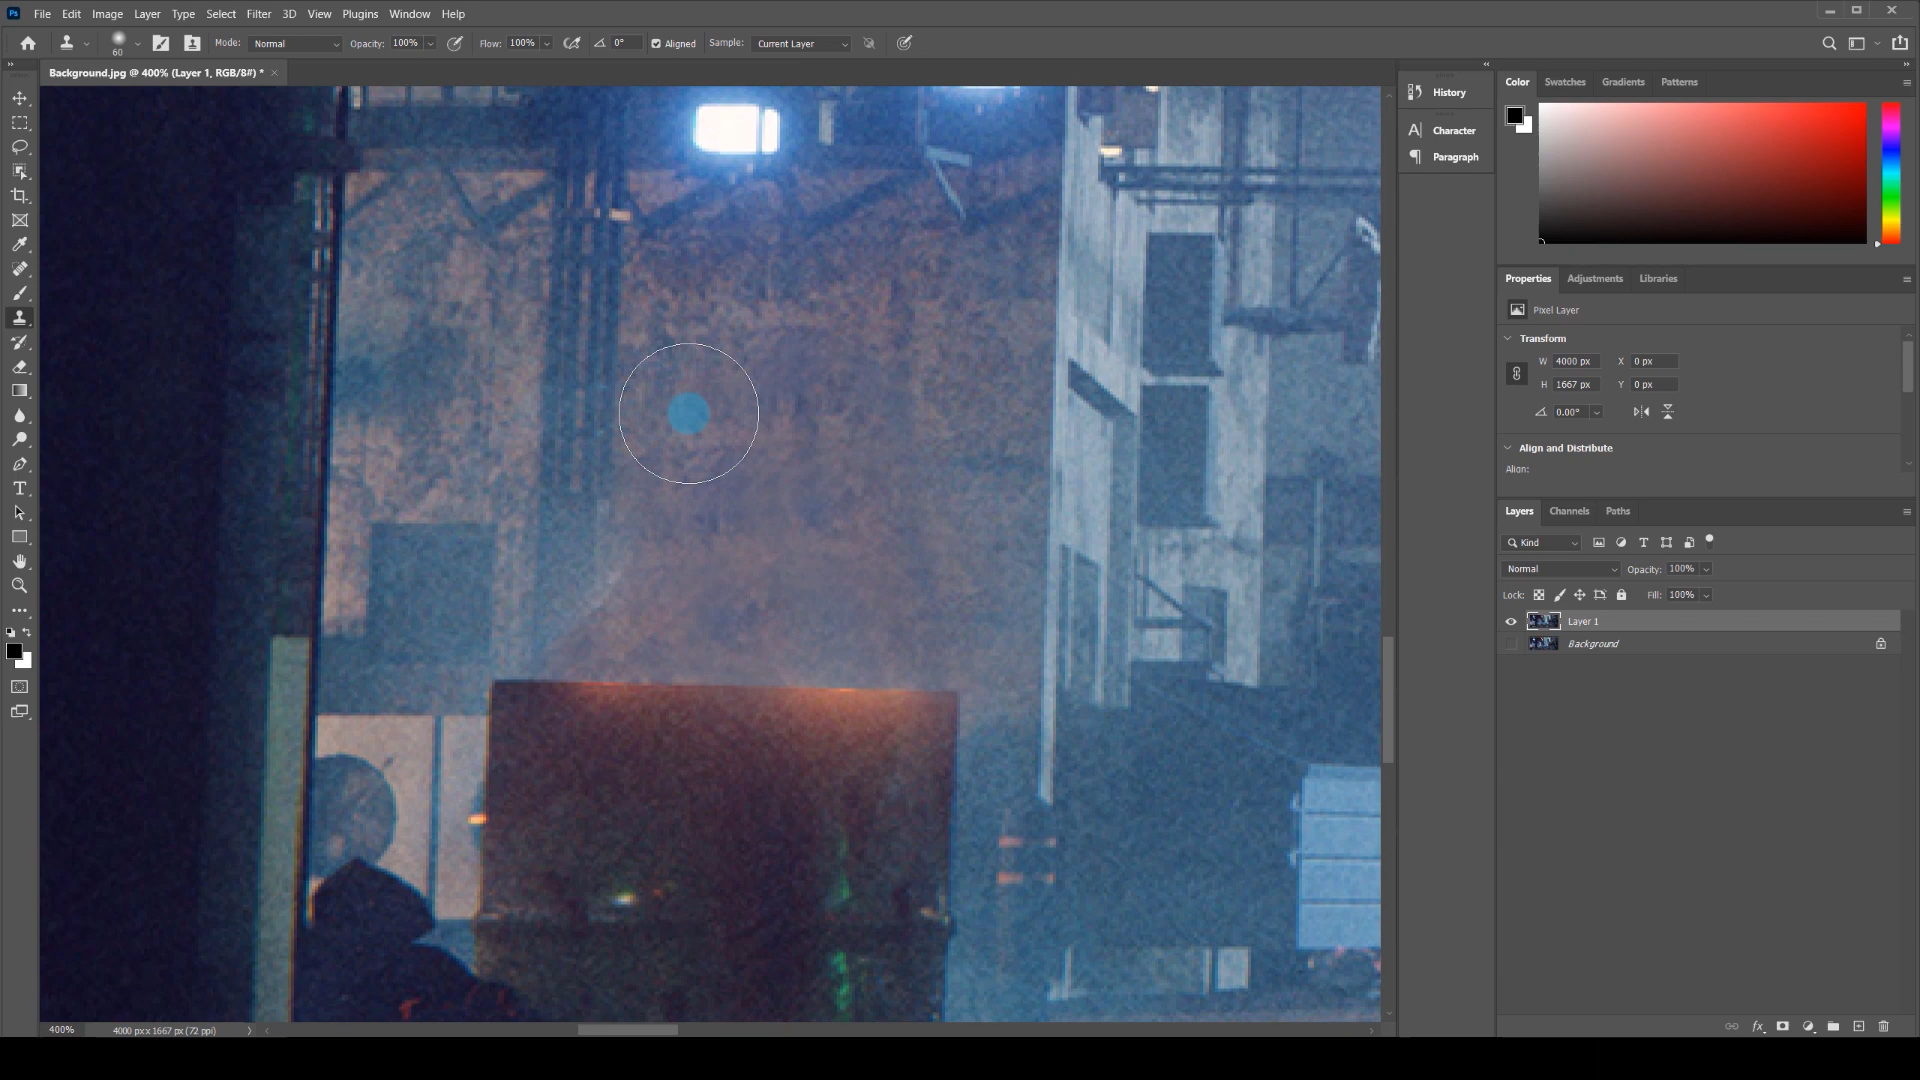 Ps File Edit Image Layer Type Select Filter 3D View Plugins Window Help
60 Mode: Normal Opacity: 100% Flow: 100% 0° Aligned Sample: Current Layer
Background.jpg @ 400% (Layer 1, RGB/8#) *
History
Character
Paragraph
Color Swatches Gradients Patterns
Properties Adjustments Libraries
Pixel Layer
Transform
W 4000 px X 0 px
H 1667 px Y 0 px
0.00°
Align and Distribute
Align:
Layers Channels Paths
Kind
Normal Opacity: 100%
Lock: Fill: 100%
Layer 1
Background
400% 4000 px x 1667 px (72 ppi)